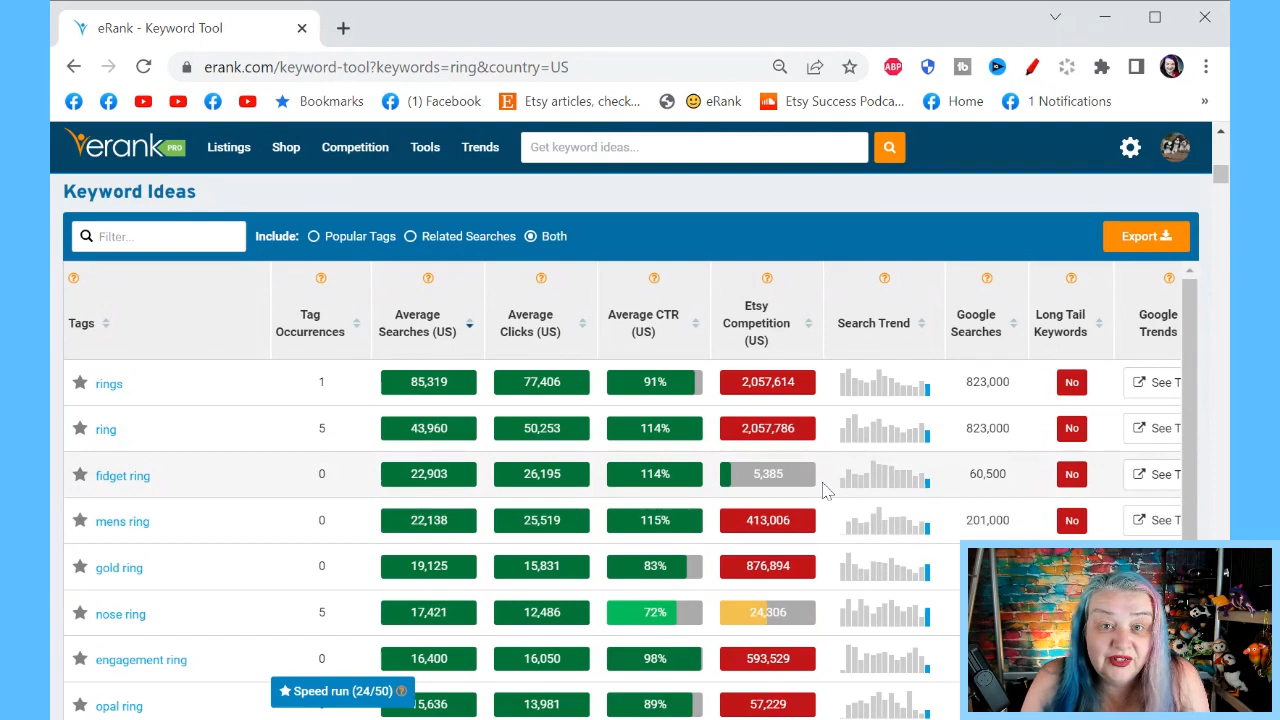 eRank - Keyword Tool
erank.com/keyword-tool?keywords=ring&country=US
ABP
tb
Bookmarks (1) Facebook Etsy articles, check... eRank Etsy Success Podca... Home 1 Notifications »
erank PRO Listings Shop Competition Tools Trends Get keyword ideas...
Keyword Ideas
Filter... Include: Popular Tags Related Searches Both Export
Tags Tag Occurrences Average Searches (US) Average Clicks (US) Average CTR (US) Etsy Competition (US) Search Trend Google Searches Long Tail Keywords Google Trends
rings 1 85,319 77,406 91% 2,057,614 823,000 No See T
ring 5 43,960 50,253 114% 2,057,786 823,000 No See T
fidget ring 0 22,903 26,195 114% 5,385 60,500 No See T
mens ring 0 22,138 25,519 115% 413,006 201,000 No See T
gold ring 0 19,125 15,831 83% 876,894
nose ring 5 17,421 12,486 72% 24,306
engagement ring 0 16,400 16,050 98% 593,529
Speed run (24/50)
opal ring 15,636 13,981 89% 57,229